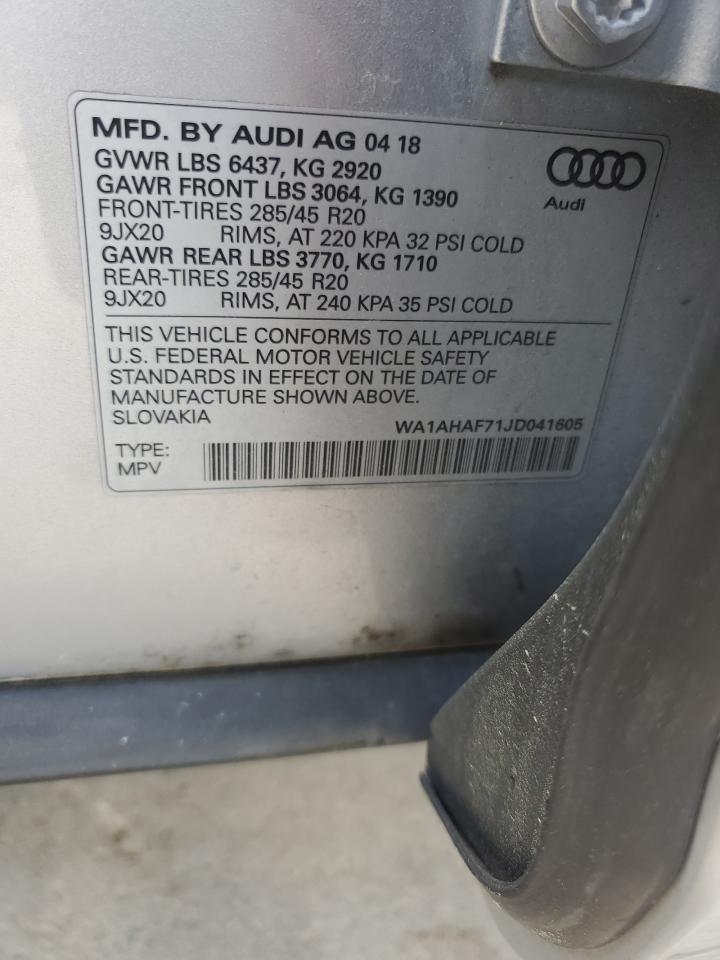 MFD. BY AUDI AG 04 18
GVWR LBS 6437, KG 2920
GAWR FRONT LBS 3064, KG 1390
FRONT-TIRES 285/45 R20
9JX20 RIMS, AT 220 KPA 32 PSI COLD
GAWR REAR LBS 3770, KG 1710
REAR-TIRES 285/45 R20
9JX20 RIMS, AT 240 KPA 35 PSI COLD
Audi
THIS VEHICLE CONFORMS TO ALL APPLICABLE
U.S. FEDERAL MOTOR VEHICLE SAFETY
STANDARDS IN EFFECT ON THE DATE OF
MANUFACTURE SHOWN ABOVE.
SLOVAKIA
WA1AHAF71JD041605
TYPE:
MPV